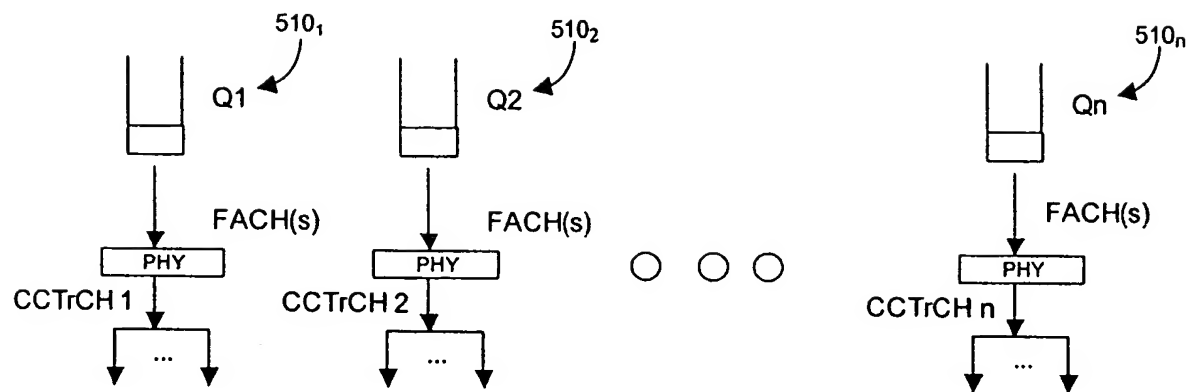 510₁ 510₂ 510ₙ
Q1 Q2 Qn
FACH(s) FACH(s) FACH(s)
PHY PHY PHY
CCTrCH 1 CCTrCH 2 CCTrCH n
... ... ...